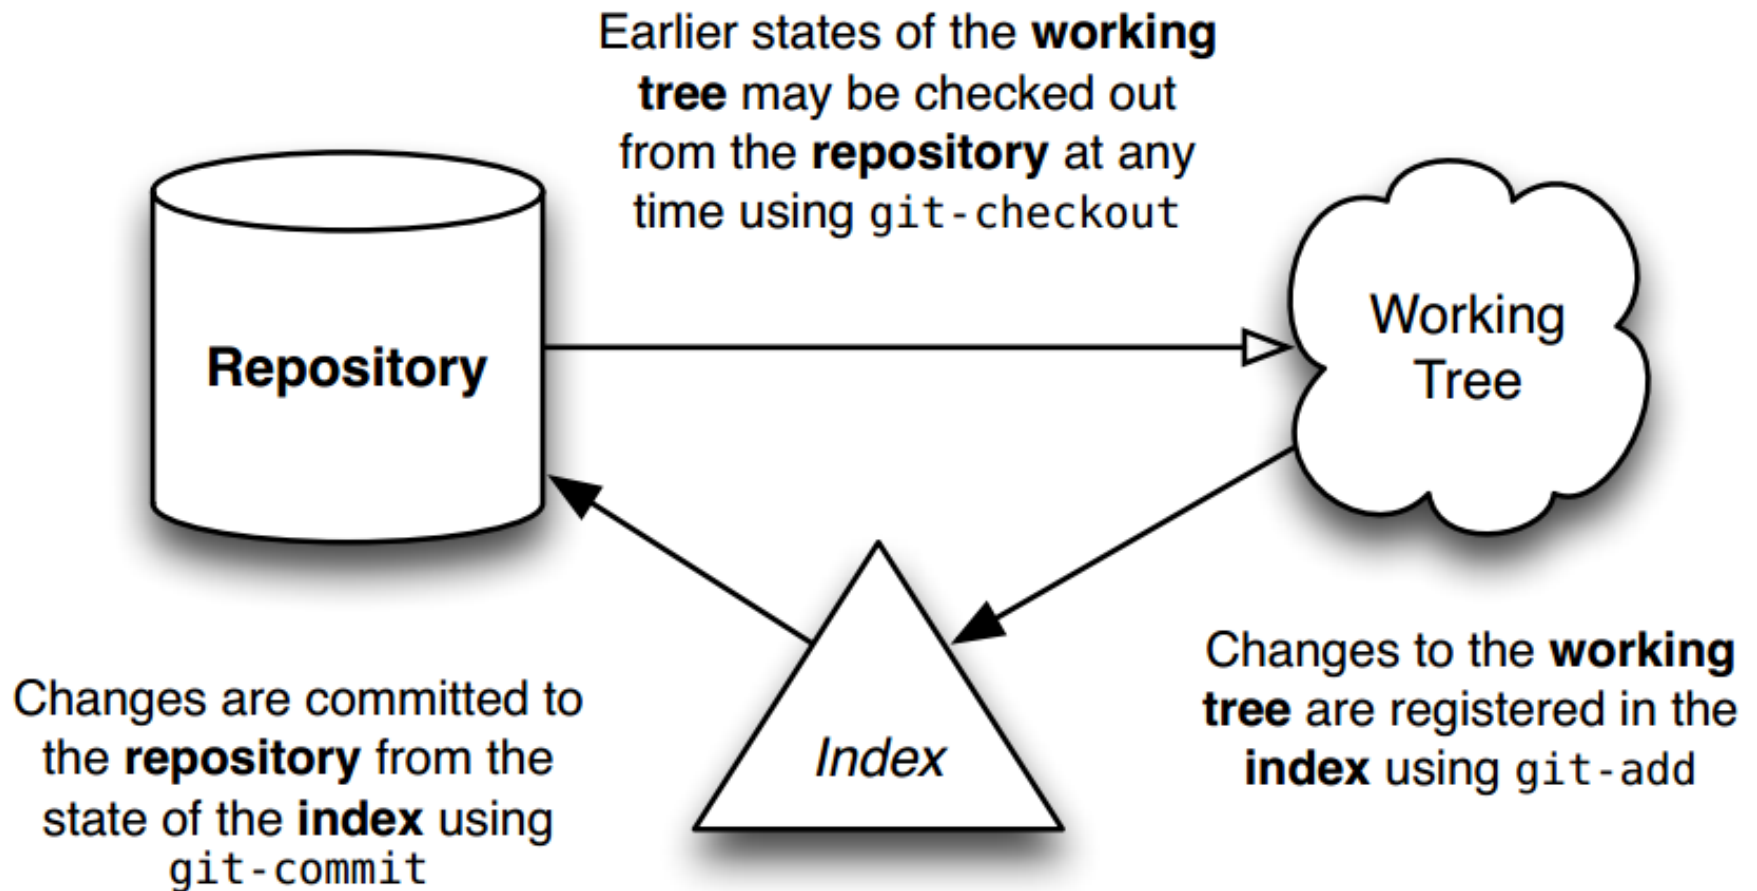 Earlier states of the working
tree may be checked out
from the repository at any
time using git-checkout
Repository
Working
Tree
Index
Changes are committed to
the repository from the
state of the index using
git-commit
Changes to the working
tree are registered in the
index using git-add